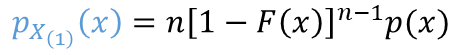 p_{X_{(1)}}(x) = n[1 − F(x)]^{n−1}p(x)